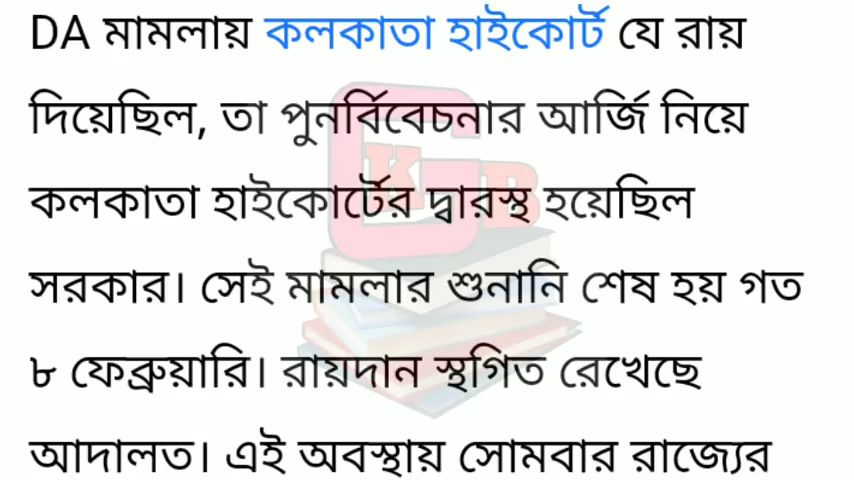 DA মামলায় কলকাতা হাইকোর্ট যে রায়
দিয়েছিল, তা পুনর্বিবেচনার আর্জি নিয়ে
কলকাতা হাইকোর্টের দ্বারস্থ হয়েছিল
সরকার। সেই মামলার শুনানি শেষ হয় গত
৮ ফেব্রুয়ারি। রায়দান স্থগিত রেখেছে
আদালত। এই অবস্থায় সোমবার রাজ্যের
GKB